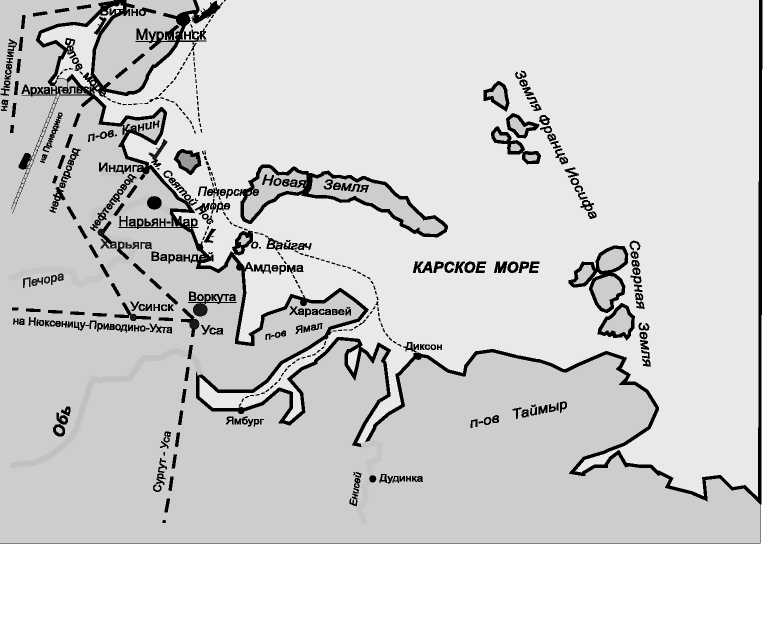 Витино
Мурманск
на Нюксеницу
Белое море
Архангельск
на Приводино
п-ов. Канин
нефтепровод
Индига
м. Святой Нос
нефтепровод
Печерское
море
Новая Земля
Земля Франца Иосифа
Нарьян-Мар
Харьяга
Варандей
о. Вайгач
Амдерма
КАРСКОЕ МОРЕ
Северная Земля
Печора
Воркута
Усинск
Харасавей
на Нюксеницу-Приводино-Ухта
Уса
п-ов Ямал
Диксон
Обь
Ямбург
п-ов Таймыр
Сургут - Уса
Енисей
Дудинка